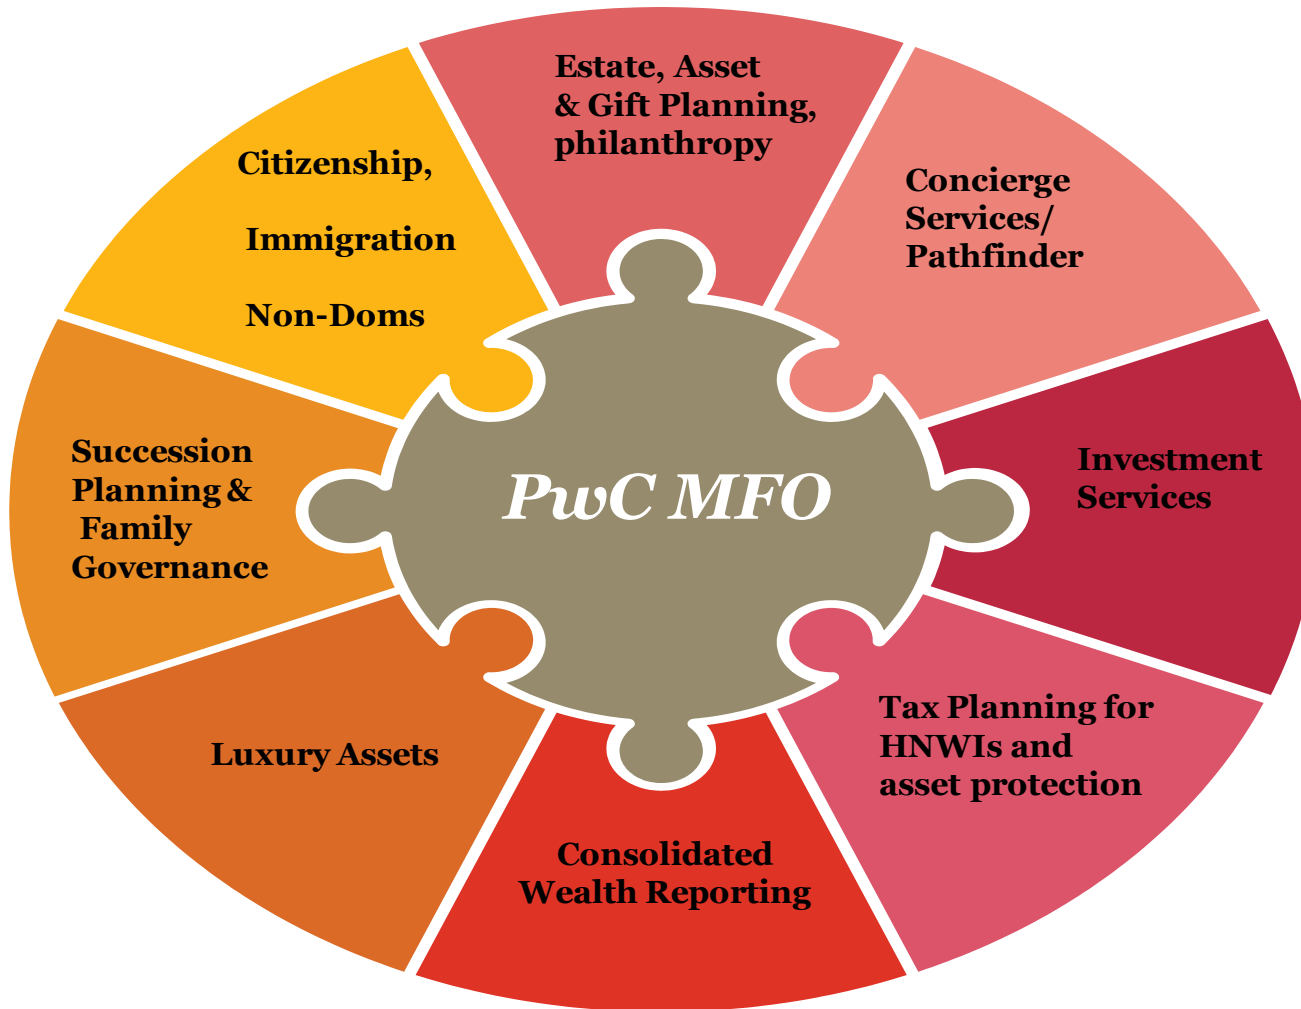 Estate, Asset
& Gift Planning,
philanthropy
Concierge
Services/
Pathfinder
Investment
Services
Tax Planning for
HNWIs and
asset protection
Consolidated
Wealth Reporting
Luxury Assets
Succession
Planning &
Family
Governance
Citizenship,
Immigration
Non-Doms
PwC MFO